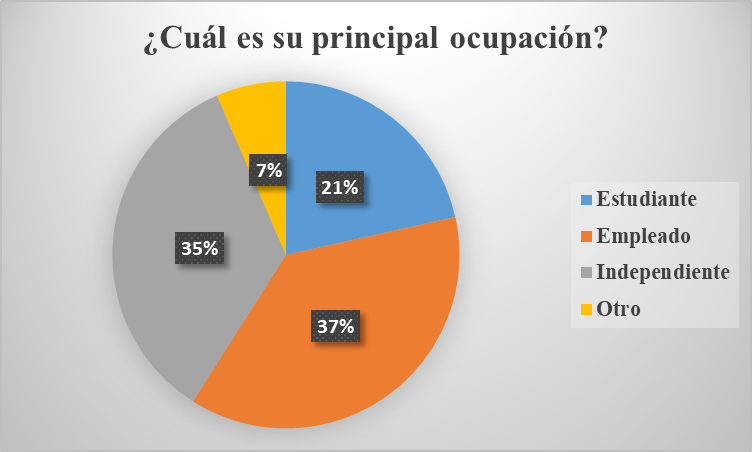 ¿Cuál es su principal ocupación?
7%
21%
35%
37%
Estudiante
Empleado
Independiente
Otro